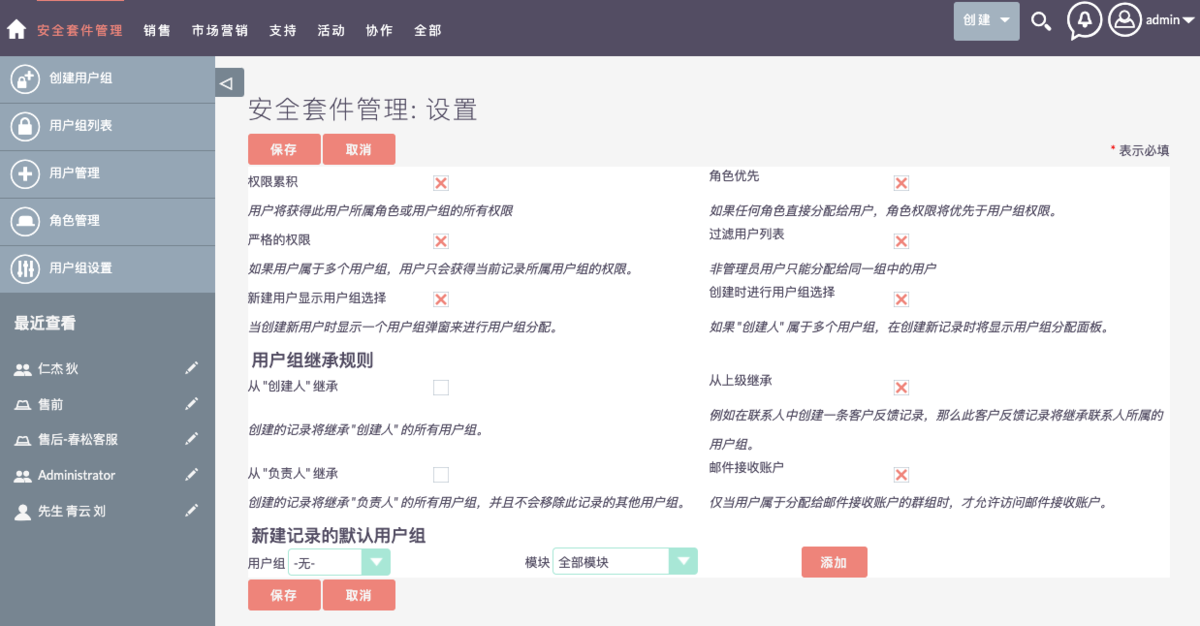 安全套件管理 销售 市场营销 支持 活动 协作 全部 创建 admin
创建用户组
用户组列表
用户管理
角色管理
用户组设置
最近查看
仁杰 狄
售前
售后-春松客服
Administrator
先生 青云 刘
安全套件管理: 设置
保存 取消
* 表示必填
权限累积 角色优先
用户将获得此用户所属角色或用户组的所有权限 如果任何角色直接分配给用户，角色权限将优先于用户组权限。
严格的权限 过滤用户列表
如果用户属于多个用户组，用户只会获得当前记录所属用户组的权限。 非管理员用户只能分配给同一组中的用户
新建用户显示用户组选择 创建时进行用户组选择
当创建新用户时显示一个用户组弹窗来进行用户组分配。 如果 "创建人" 属于多个用户组，在创建新记录时将显示用户组分配面板。
用户组继承规则
从 "创建人" 继承 从上级继承
创建的记录将继承 "创建人" 的所有用户组。 例如在联系人中创建一条客户反馈记录，那么此客户反馈记录将继承联系人所属的
用户组。
从 "负责人" 继承 邮件接收账户
创建的记录将继承 "负责人" 的所有用户组，并且不会移除此记录的其他用户组。 仅当用户属于分配给邮件接收账户的群组时，才允许访问邮件接收账户。
新建记录的默认用户组
用户组 -无- 模块 全部模块 添加
保存 取消